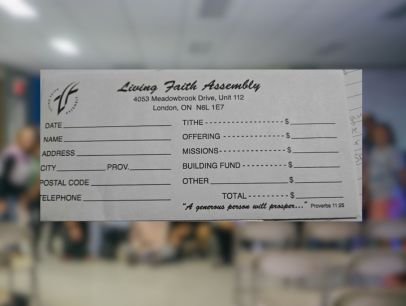 Living Faith Assembly
4053 Meadowbrook Drive, Unit 112
London, ON N6L 1E7
DATE
NAME
ADDRESS
CITY PROV.
POSTAL CODE
TELEPHONE
TITHE $
OFFERING $
MISSIONS $
BUILDING FUND $
OTHER $
TOTAL $
"A generous person will prosper..." Proverbs 11:25